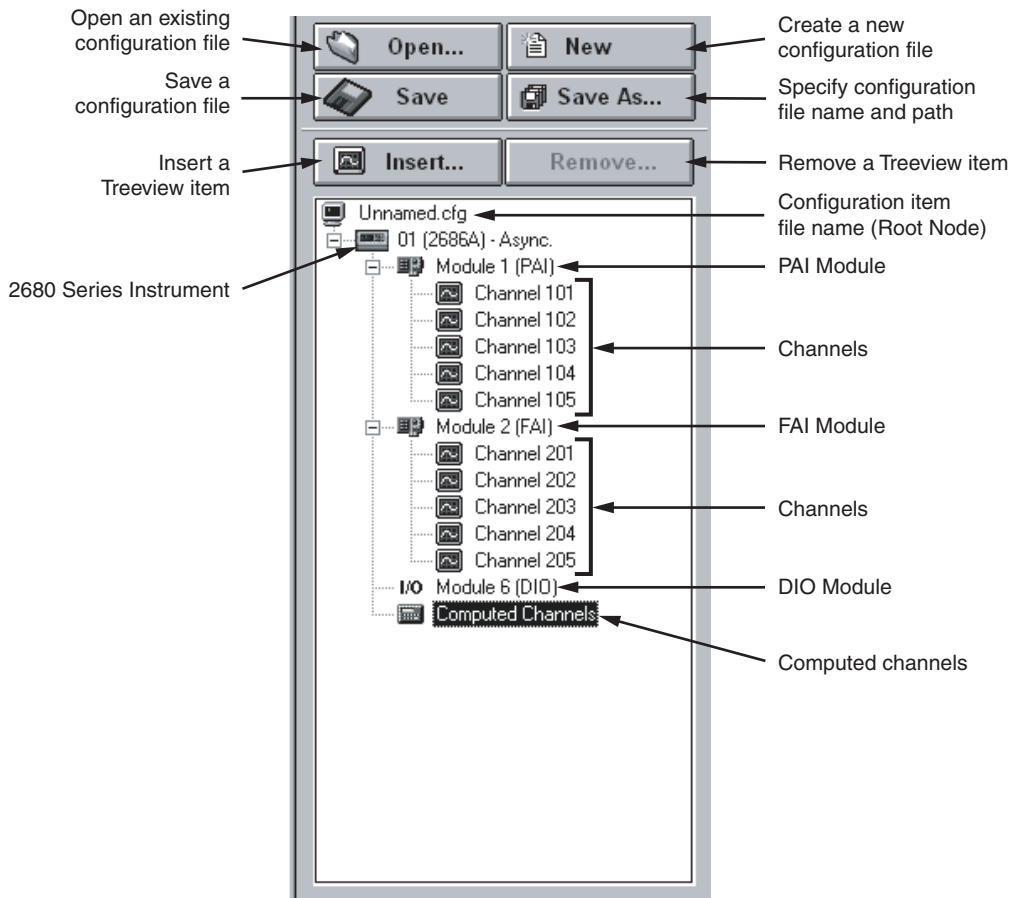 Open an existing
configuration file
Open...
New
Create a new
configuration file
Save a
configuration file
Save
Save As...
Specify configuration
file name and path
Insert a
Treeview item
Insert...
Remove...
Remove a Treeview item
Unnamed.cfg
Configuration item
file name (Root Node)
01 (2686A) - Async.
2680 Series Instrument
Module 1 (PAI)
PAI Module
Channel 101
Channel 102
Channel 103
Channel 104
Channel 105
Channels
Module 2 (FAI)
FAI Module
Channel 201
Channel 202
Channel 203
Channel 204
Channel 205
Channels
I/O Module 6 (DIO)
DIO Module
Computed Channels
Computed channels